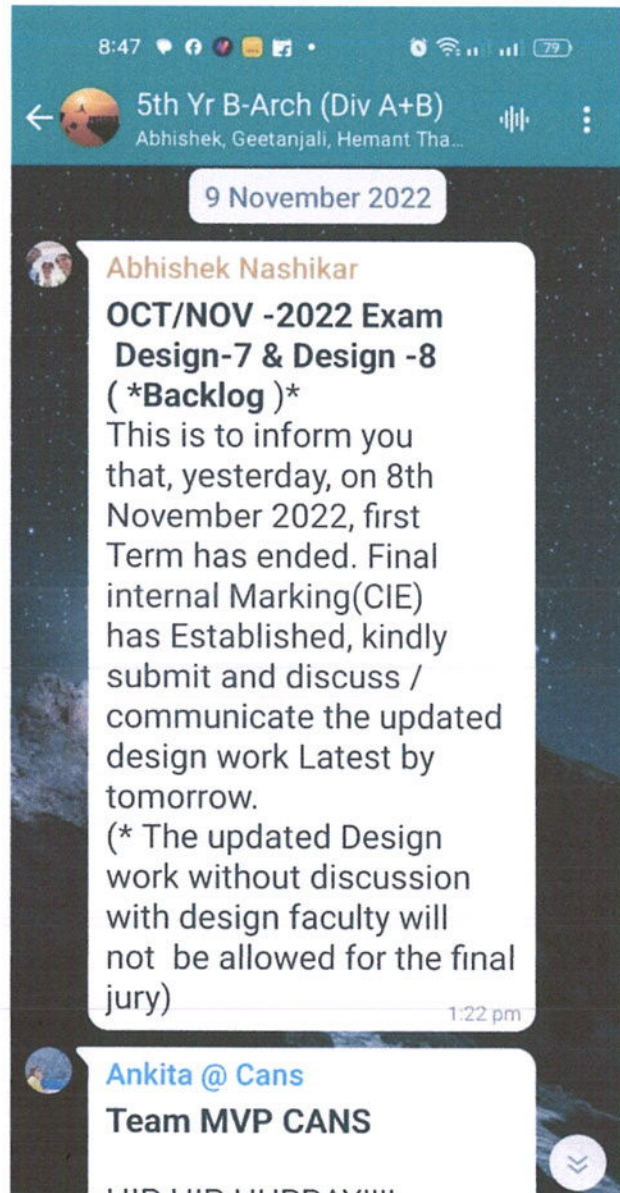 8:47
79
5th Yr B-Arch (Div A+B)
Abhishek, Geetanjali, Hemant Tha...
9 November 2022
Abhishek Nashikar
OCT/NOV -2022 Exam
Design-7 & Design -8
( *Backlog )*
This is to inform you
that, yesterday, on 8th
November 2022, first
Term has ended. Final
internal Marking(CIE)
has Established, kindly
submit and discuss /
communicate the updated
design work Latest by
tomorrow.
(* The updated Design
work without discussion
with design faculty will
not be allowed for the final
jury)
1:22 pm
Ankita @ Cans
Team MVP CANS
HIP HIP HURRAY!!!!